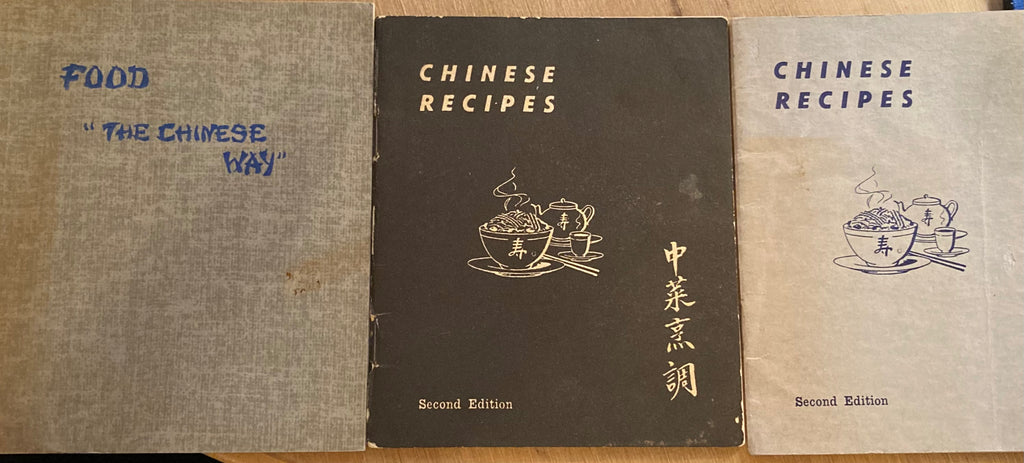 FOOD
"THE CHINESE
WAY"
CHINESE
RECIPES
寿
寿
中菜烹調
Second Edition
CHINESE
RECIPES
寿
寿
Second Edition